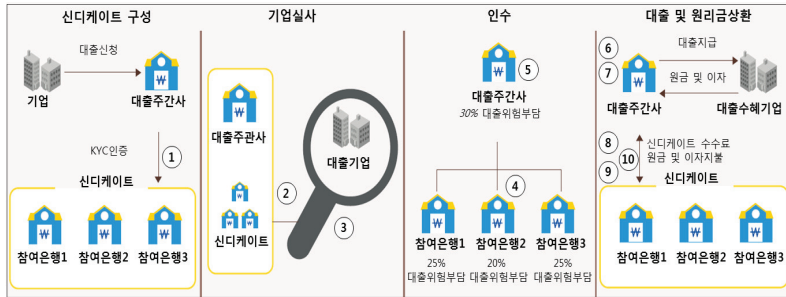 신디케이트 구성
대출신청
기업
대출주간사
KYC인증
1
신디케이트
참여은행1
참여은행2
참여은행3
기업실사
대출주관사
대출기업
2
신디케이트
3
인수
5
대출주간사
30% 대출위험부담
4
참여은행1
참여은행2
참여은행3
25%
20%
25%
대출위험부담
대출위험부담
대출위험부담
대출 및 원리금상환
6
대출지급
7
원금 및 이자
대출주간사
대출수혜기업
8
신디케이트 수수료
10
원금 및 이자지불
9
신디케이트
참여은행1
참여은행2
참여은행3